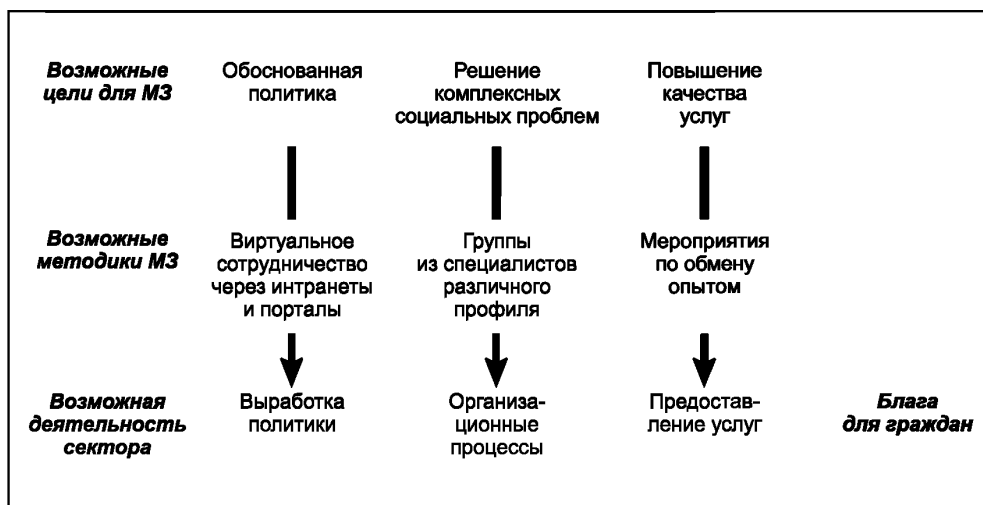 Возможные
цели для МЗ
Обоснованная
политика
Решение
комплексных
социальных проблем
Повышение
качества
услуг
Возможные
методики МЗ
Виртуальное
сотрудничество
через интранеты
и порталы
Группы
из специалистов
различного
профиля
Мероприятия
по обмену
опытом
Возможная
деятельность
сектора
Выработка
политики
Организа-
ционные
процессы
Предостав-
ление услуг
Блага
для граждан